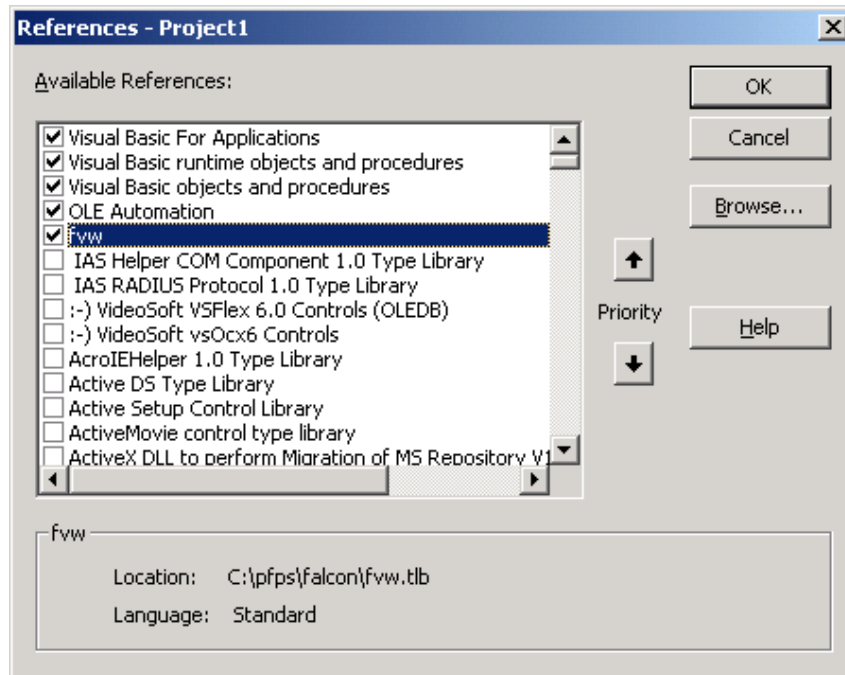 References - Project1
Available References:
Visual Basic For Applications
Visual Basic runtime objects and procedures
Visual Basic objects and procedures
OLE Automation
fvw
IAS Helper COM Component 1.0 Type Library
IAS RADIUS Protocol 1.0 Type Library
:-) VideoSoft VSFlex 6.0 Controls (OLEDB)
:-) VideoSoft vsOcx6 Controls
AcroIEHelper 1.0 Type Library
Active DS Type Library
Active Setup Control Library
ActiveMovie control type library
ActiveX DLL to perform Migration of MS Repository V1
OK
Cancel
Browse...
Priority
Help
fvw
Location: C:\pfps\falcon\fvw.tlb
Language: Standard